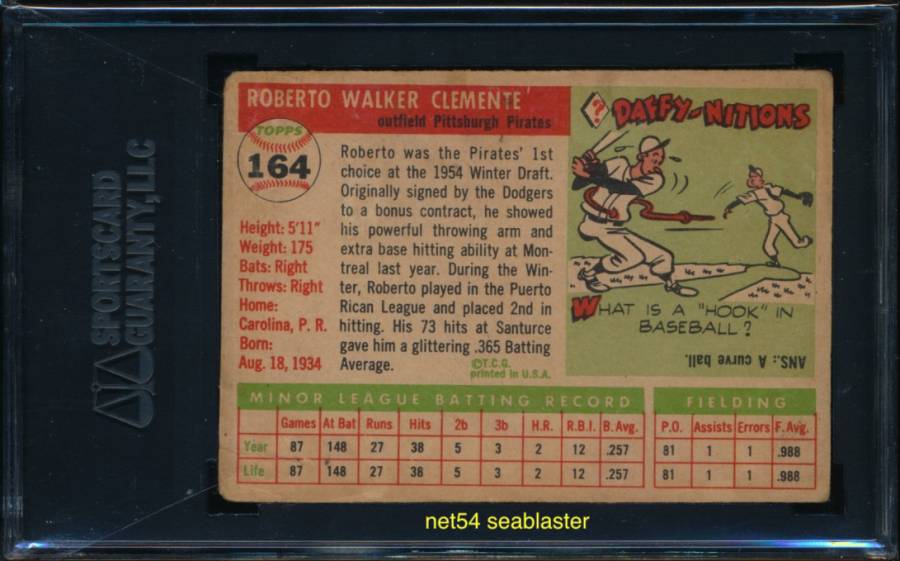 SPORTSCARD
GUARANTY, LLC
ROBERTO WALKER CLEMENTE
outfield Pittsburgh Pirates
TOPPS
164
Height: 5'11"
Weight: 175
Bats: Right
Throws: Right
Home:
Carolina, P. R.
Born:
Aug. 18, 1934
Roberto was the Pirates' 1st
choice at the 1954 Winter Draft.
Originally signed by the Dodgers
to a bonus contract, he showed
his powerful throwing arm and
extra base hitting ability at Mon-
treal last year. During the Win-
ter, Roberto played in the Puerto
Rican League and placed 2nd in
hitting. His 73 hits at Santurce
gave him a glittering .365 Batting
Average.
©T.C.G.
printed in U.S.A.
?
DAFFY-NITIONS
WHAT IS A "HOOK" IN
BASEBALL?
ANS.: A curve ball.
MINOR LEAGUE BATTING RECORD
Games At Bat Runs Hits 2b 3b H.R. R.B.I. B. Avg.
Year 87 148 27 38 5 3 2 12 .257
Life 87 148 27 38 5 3 2 12 .257
FIELDING
P.O. Assists Errors F. Avg.
81 1 1 .988
81 1 1 .988
net54 seablaster